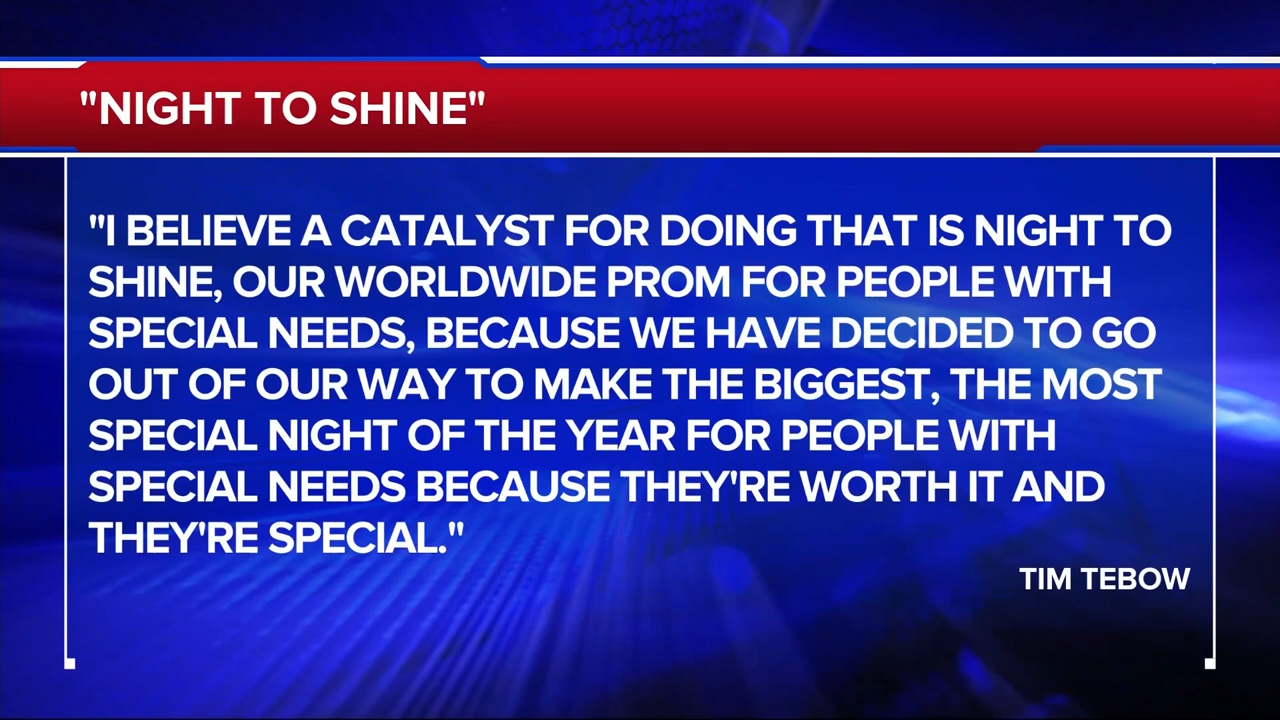 "NIGHT TO SHINE"
"I BELIEVE A CATALYST FOR DOING THAT IS NIGHT TO
SHINE, OUR WORLDWIDE PROM FOR PEOPLE WITH
SPECIAL NEEDS, BECAUSE WE HAVE DECIDED TO GO
OUT OF OUR WAY TO MAKE THE BIGGEST, THE MOST
SPECIAL NIGHT OF THE YEAR FOR PEOPLE WITH
SPECIAL NEEDS BECAUSE THEY'RE WORTH IT AND
THEY'RE SPECIAL."
TIM TEBOW